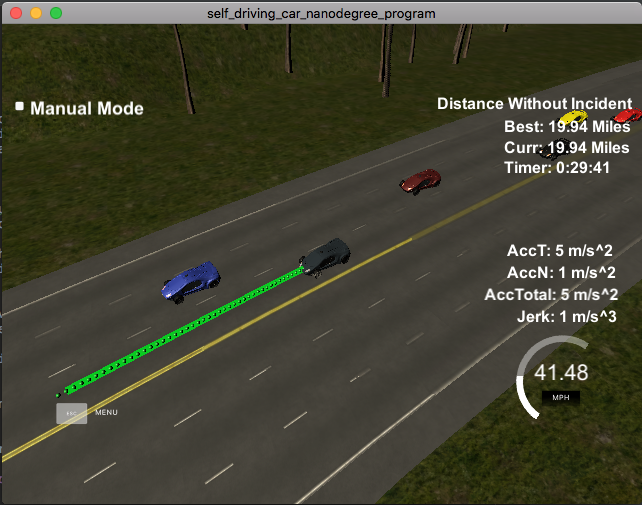 self_driving_car_nanodegree_program
Manual Mode
Distance Without Incident
Best: 19.94 Miles
Curr: 19.94 Miles
Timer: 0:29:41
AccT: 5 m/s^2
AccN: 1 m/s^2
AccTotal: 5 m/s^2
Jerk: 1 m/s^3
41.48
MPH
ESC MENU